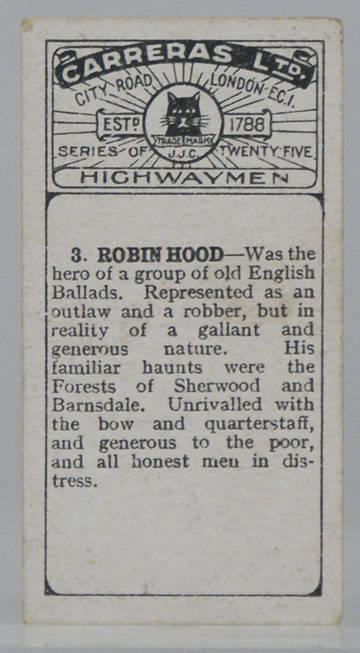 CARRERAS LTD.
CITY ROAD LONDON E.C.1.
ESTD. 1788
TRADE MARK
J.J.C.
SERIES OF TWENTY FIVE
HIGHWAYMEN
3. ROBIN HOOD—Was the
hero of a group of old English
Ballads. Represented as an
outlaw and a robber, but in
reality of a gallant and
generous nature. His
familiar haunts were the
Forests of Sherwood and
Barnsdale. Unrivalled with
the bow and quarterstaff,
and generous to the poor,
and all honest men in dis-
tress.